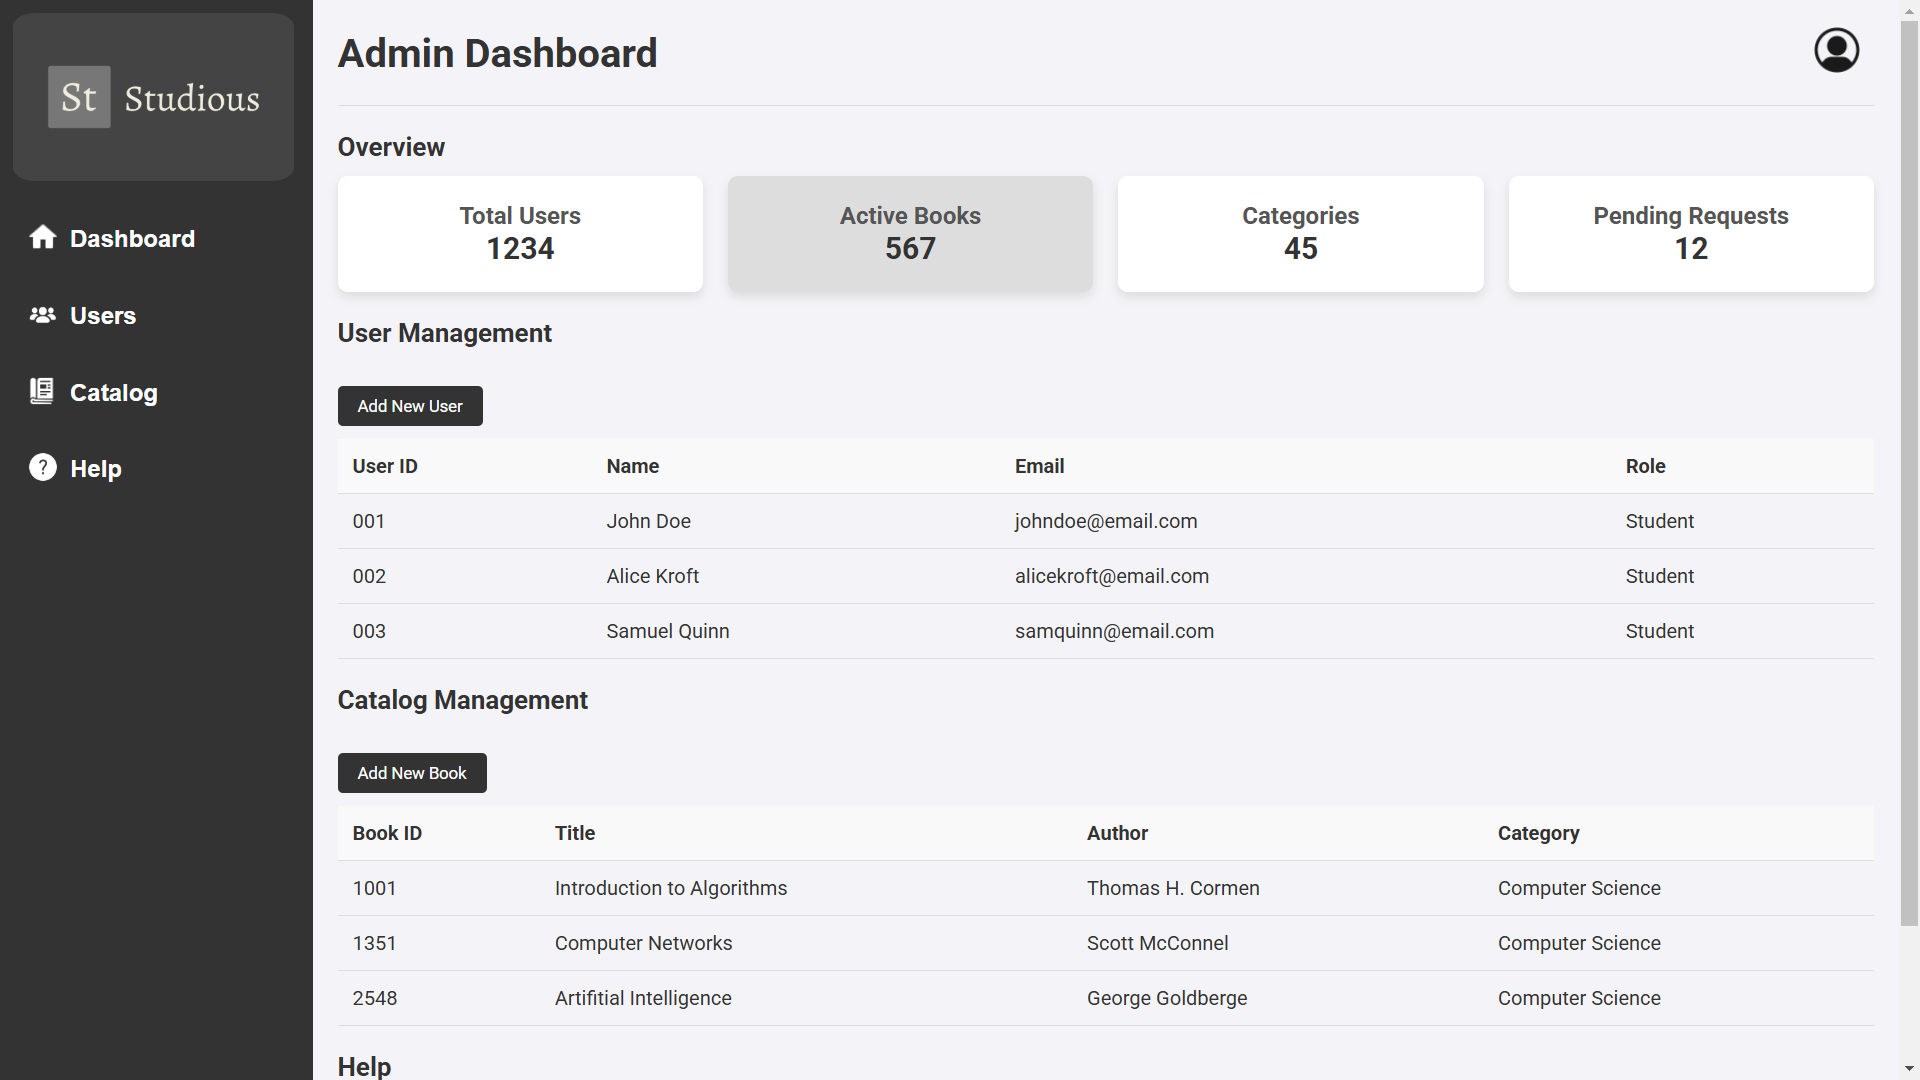 St Studious
Dashboard
Users
Catalog
Help
Admin Dashboard
Overview
Total Users
1234
Active Books
567
Categories
45
Pending Requests
12
User Management
Add New User
User ID Name Email Role
001 John Doe johndoe@email.com Student
002 Alice Kroft alicekroft@email.com Student
003 Samuel Quinn samquinn@email.com Student
Catalog Management
Add New Book
Book ID Title Author Category
1001 Introduction to Algorithms Thomas H. Cormen Computer Science
1351 Computer Networks Scott McConnel Computer Science
2548 Artifitial Intelligence George Goldberge Computer Science
Help